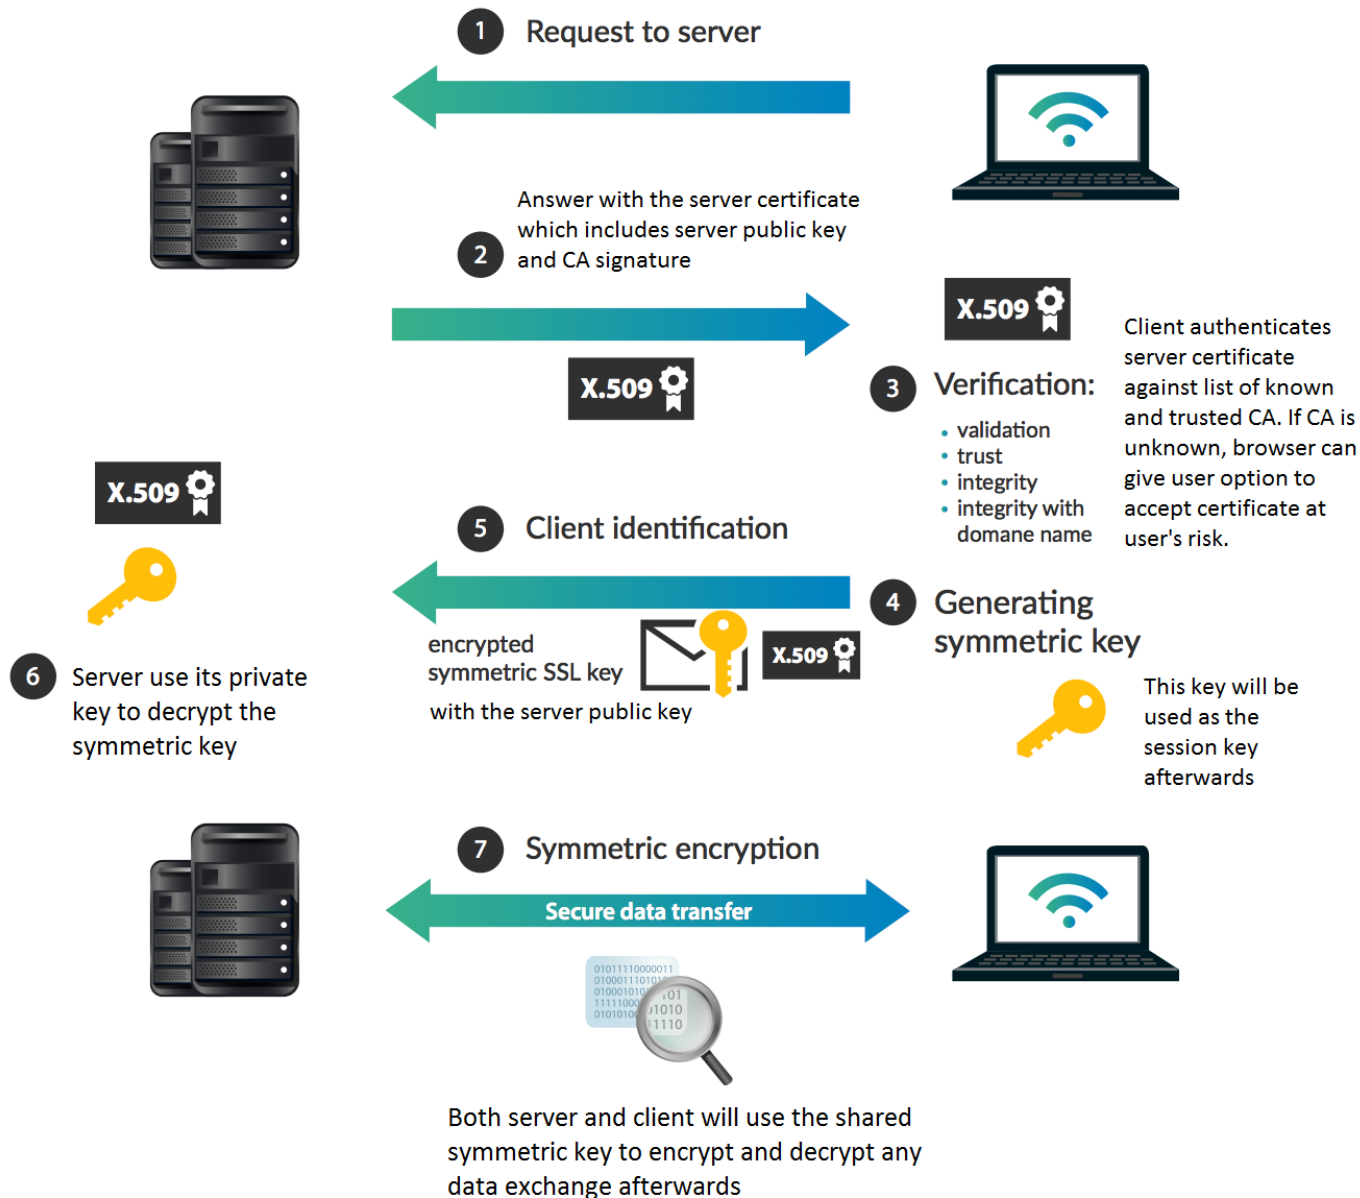 1 Request to server
2 Answer with the server certificate
which includes server public key
and CA signature
X.509
X.509
3 Verification:
• validation
• trust
• integrity
• integrity with
domane name
Client authenticates
server certificate
against list of known
and trusted CA. If CA is
unknown, browser can
give user option to
accept certificate at
user's risk.
4 Generating
symmetric key
This key will be
used as the
session key
afterwards
5 Client identification
encrypted
symmetric SSL key
with the server public key
X.509
X.509
6 Server use its private
key to decrypt the
symmetric key
7 Symmetric encryption
Secure data transfer
01011110000011
Both server and client will use the shared
symmetric key to encrypt and decrypt any
data exchange afterwards